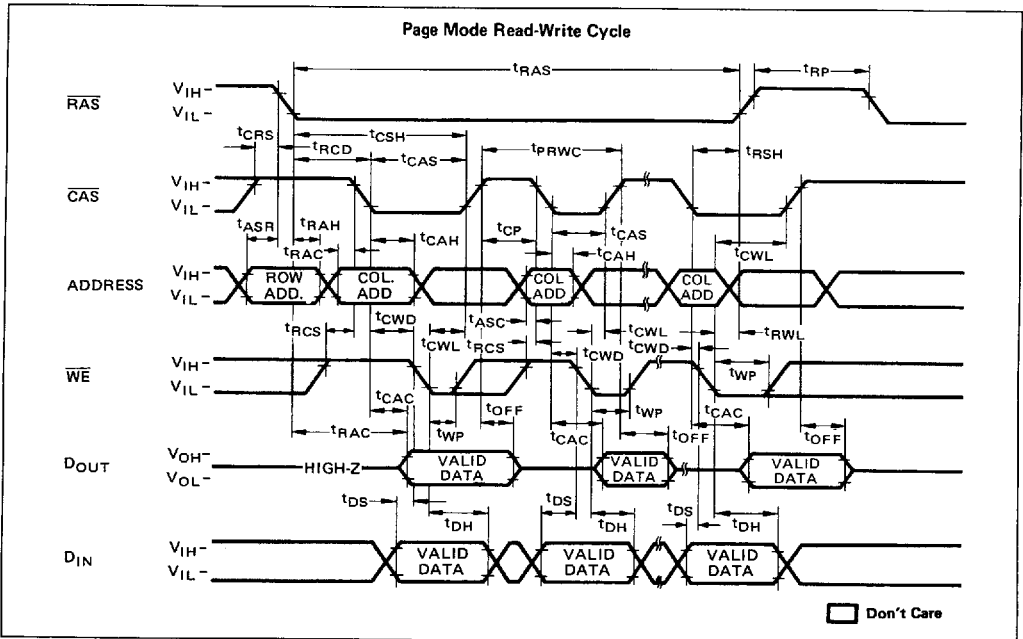 Page Mode Read-Write Cycle
tRAS
tRP
RAS
VIH
VIL
tCRS
tRCD
tCSH
tCAS
tPRWC
tRSH
CAS
VIH
VIL
tASR
tRAH
tRAC
tCAH
tCP
tCAS
tCAH
tCWL
ADDRESS
VIH
VIL
ROW ADD.
COL. ADD
COL ADD
COL ADD
tRCS
tCWD
tCWL
tASC
tRCS
tCWL
tCWD
tCWD
tRWL
WE
VIH
VIL
tCAC
tRAC
tWP
tOFF
tCAC
tWP
tOFF
tWP
tCAC
tOFF
DOUT
VOH
VOL
HIGH-Z
VALID DATA
VALID DATA
VALID DATA
tDS
tDH
tDS
tDH
tDS
tDH
DIN
VIH
VIL
VALID DATA
VALID DATA
VALID DATA
Don't Care